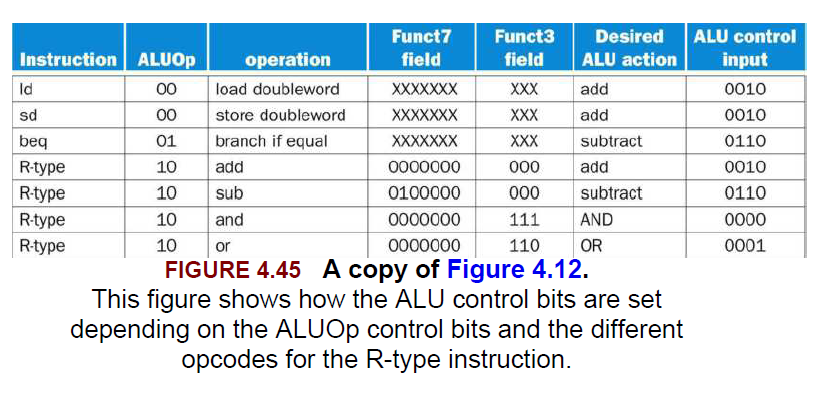 Instruction ALUOp operation Funct7 field Funct3 field Desired ALU action ALU control input
ld 00 load doubleword XXXXXXX XXX add 0010
sd 00 store doubleword XXXXXXX XXX add 0010
beq 01 branch if equal XXXXXXX XXX subtract 0110
R-type 10 add 0000000 000 add 0010
R-type 10 sub 0100000 000 subtract 0110
R-type 10 and 0000000 111 AND 0000
R-type 10 or 0000000 110 OR 0001
FIGURE 4.45 A copy of Figure 4.12.
This figure shows how the ALU control bits are set
depending on the ALUOp control bits and the different
opcodes for the R-type instruction.